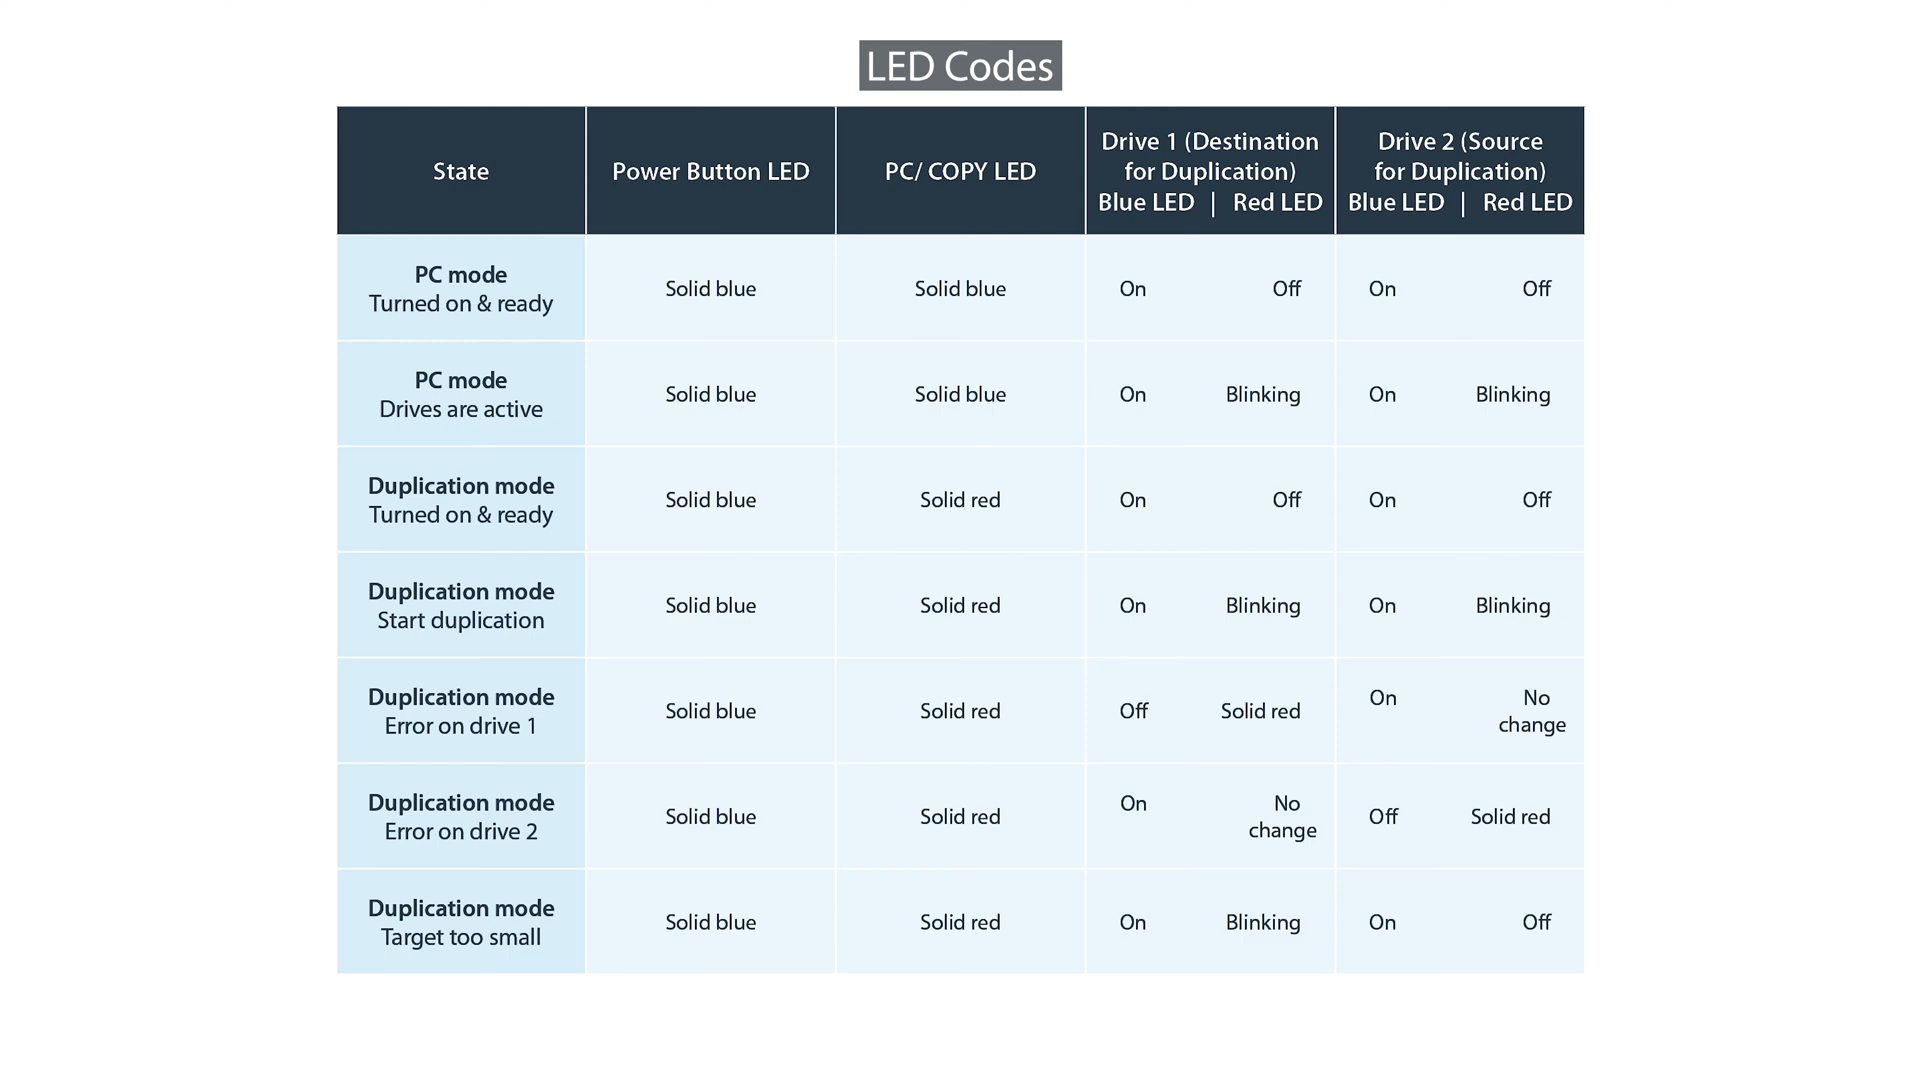 LED Codes
State
Power Button LED
PC/ COPY LED
Drive 1 (Destination
for Duplication)
Blue LED | Red LED
Drive 2 (Source
for Duplication)
Blue LED | Red LED
PC mode
Turned on & ready
Solid blue
Solid blue
On
Off
On
Off
PC mode
Drives are active
Solid blue
Solid blue
On
Blinking
On
Blinking
Duplication mode
Turned on & ready
Solid blue
Solid red
On
Off
On
Off
Duplication mode
Start duplication
Solid blue
Solid red
On
Blinking
On
Blinking
Duplication mode
Error on drive 1
Solid blue
Solid red
Off
Solid red
On
No
change
Duplication mode
Error on drive 2
Solid blue
Solid red
On
No
change
Off
Solid red
Duplication mode
Target too small
Solid blue
Solid red
On
Blinking
On
Off